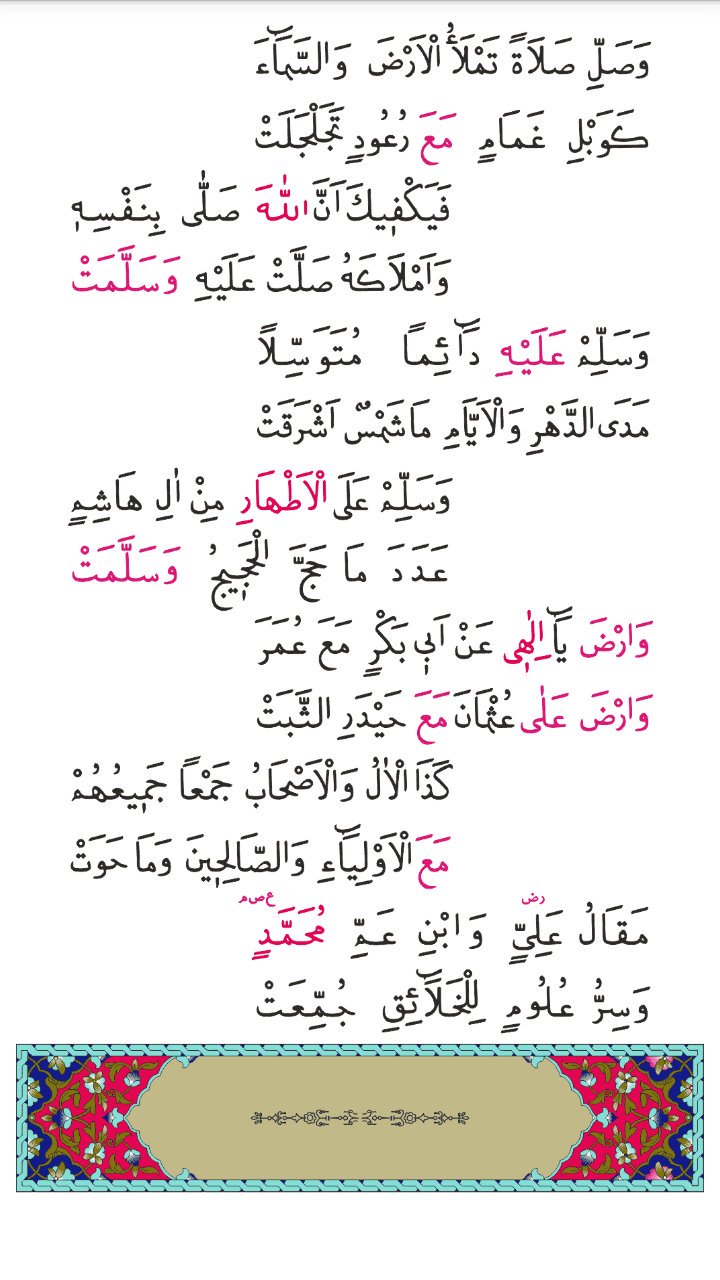 وَصَلِّ صَلَاةً تَمْلَأُ الْاَرْضَ وَالسَّمَٓاءَ
كَوَبْلِ غَمَامٍ مَعَ رُعُودٍ تَجَلْجَلَتْ
فَيَكْفٖيكَ اَنَّ اللّٰهَ صَلّٰى بِنَفْسِهٖ
وَاَمْلَاكَهُ صَلَّتْ عَلَيْهِ وَسَلَّمَتْ
وَسَلِّمْ عَلَيْهِ دَٓائِمًا مُتَوَسِّلًا
مَدَى الدَّهْرِ وَالْاَيَّامِ مَا شَمْسٌ اَشْرَقَتْ
وَسَلِّمْ عَلَى الْاَطْهَارِ مِنْ اٰلِ هَاشِمٍ
عَدَدَ مَا حَجَّ الْحَجٖيجُ وَسَلَّمَتْ
وَارْضَ يَٓا اِلٰهٖى عَنْ اَبٖى بَكْرٍ مَعَ عُمَرَ
وَارْضَ عَلٰى عُثْمَانَ مَعَ حَيْدَرِ الثَّبَتْ
كَذَا الْاٰلُ وَالْاَصْحَابُ جَمْعًا جَمٖيعُهُمْ
مَعَ الْاَوْلِيَٓاءِ وَالصَّالِحٖينَ وَمَا حَوَتْ
مَقَالُ عَلِيٍّ رض وَابْنِ عَمِّ مُحَمَّدٍ ع ص م
وَسِرُّ عُلُومٍ لِلْخَلَٓائِقِ جُمِّعَتْ